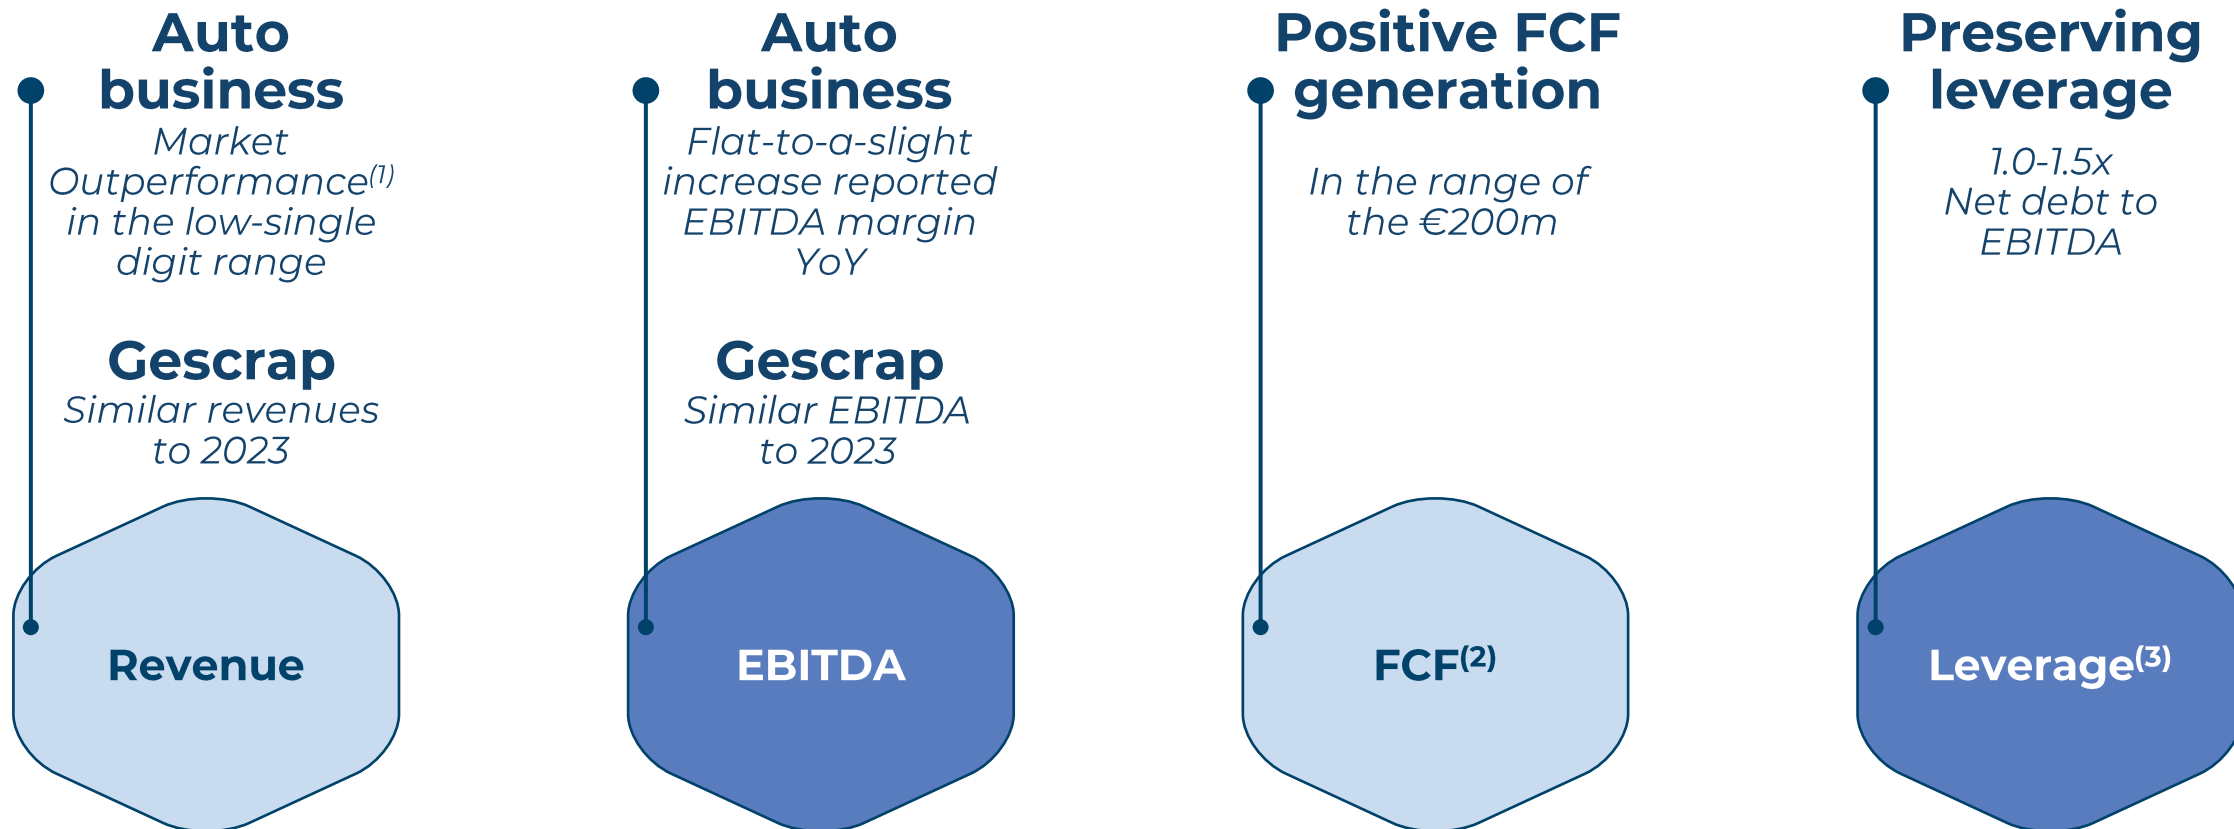 Auto
business
Market
Outperformance(1)
in the low-single
digit range
Gescrap
Similar revenues
to 2023
Revenue
Auto
business
Flat-to-a-slight
increase reported
EBITDA margin
YoY
Gescrap
Similar EBITDA
to 2023
EBITDA
Positive FCF
generation
In the range of
the €200m
FCF(2)
Preserving
leverage
1.0-1.5x
Net debt to
EBITDA
Leverage(3)